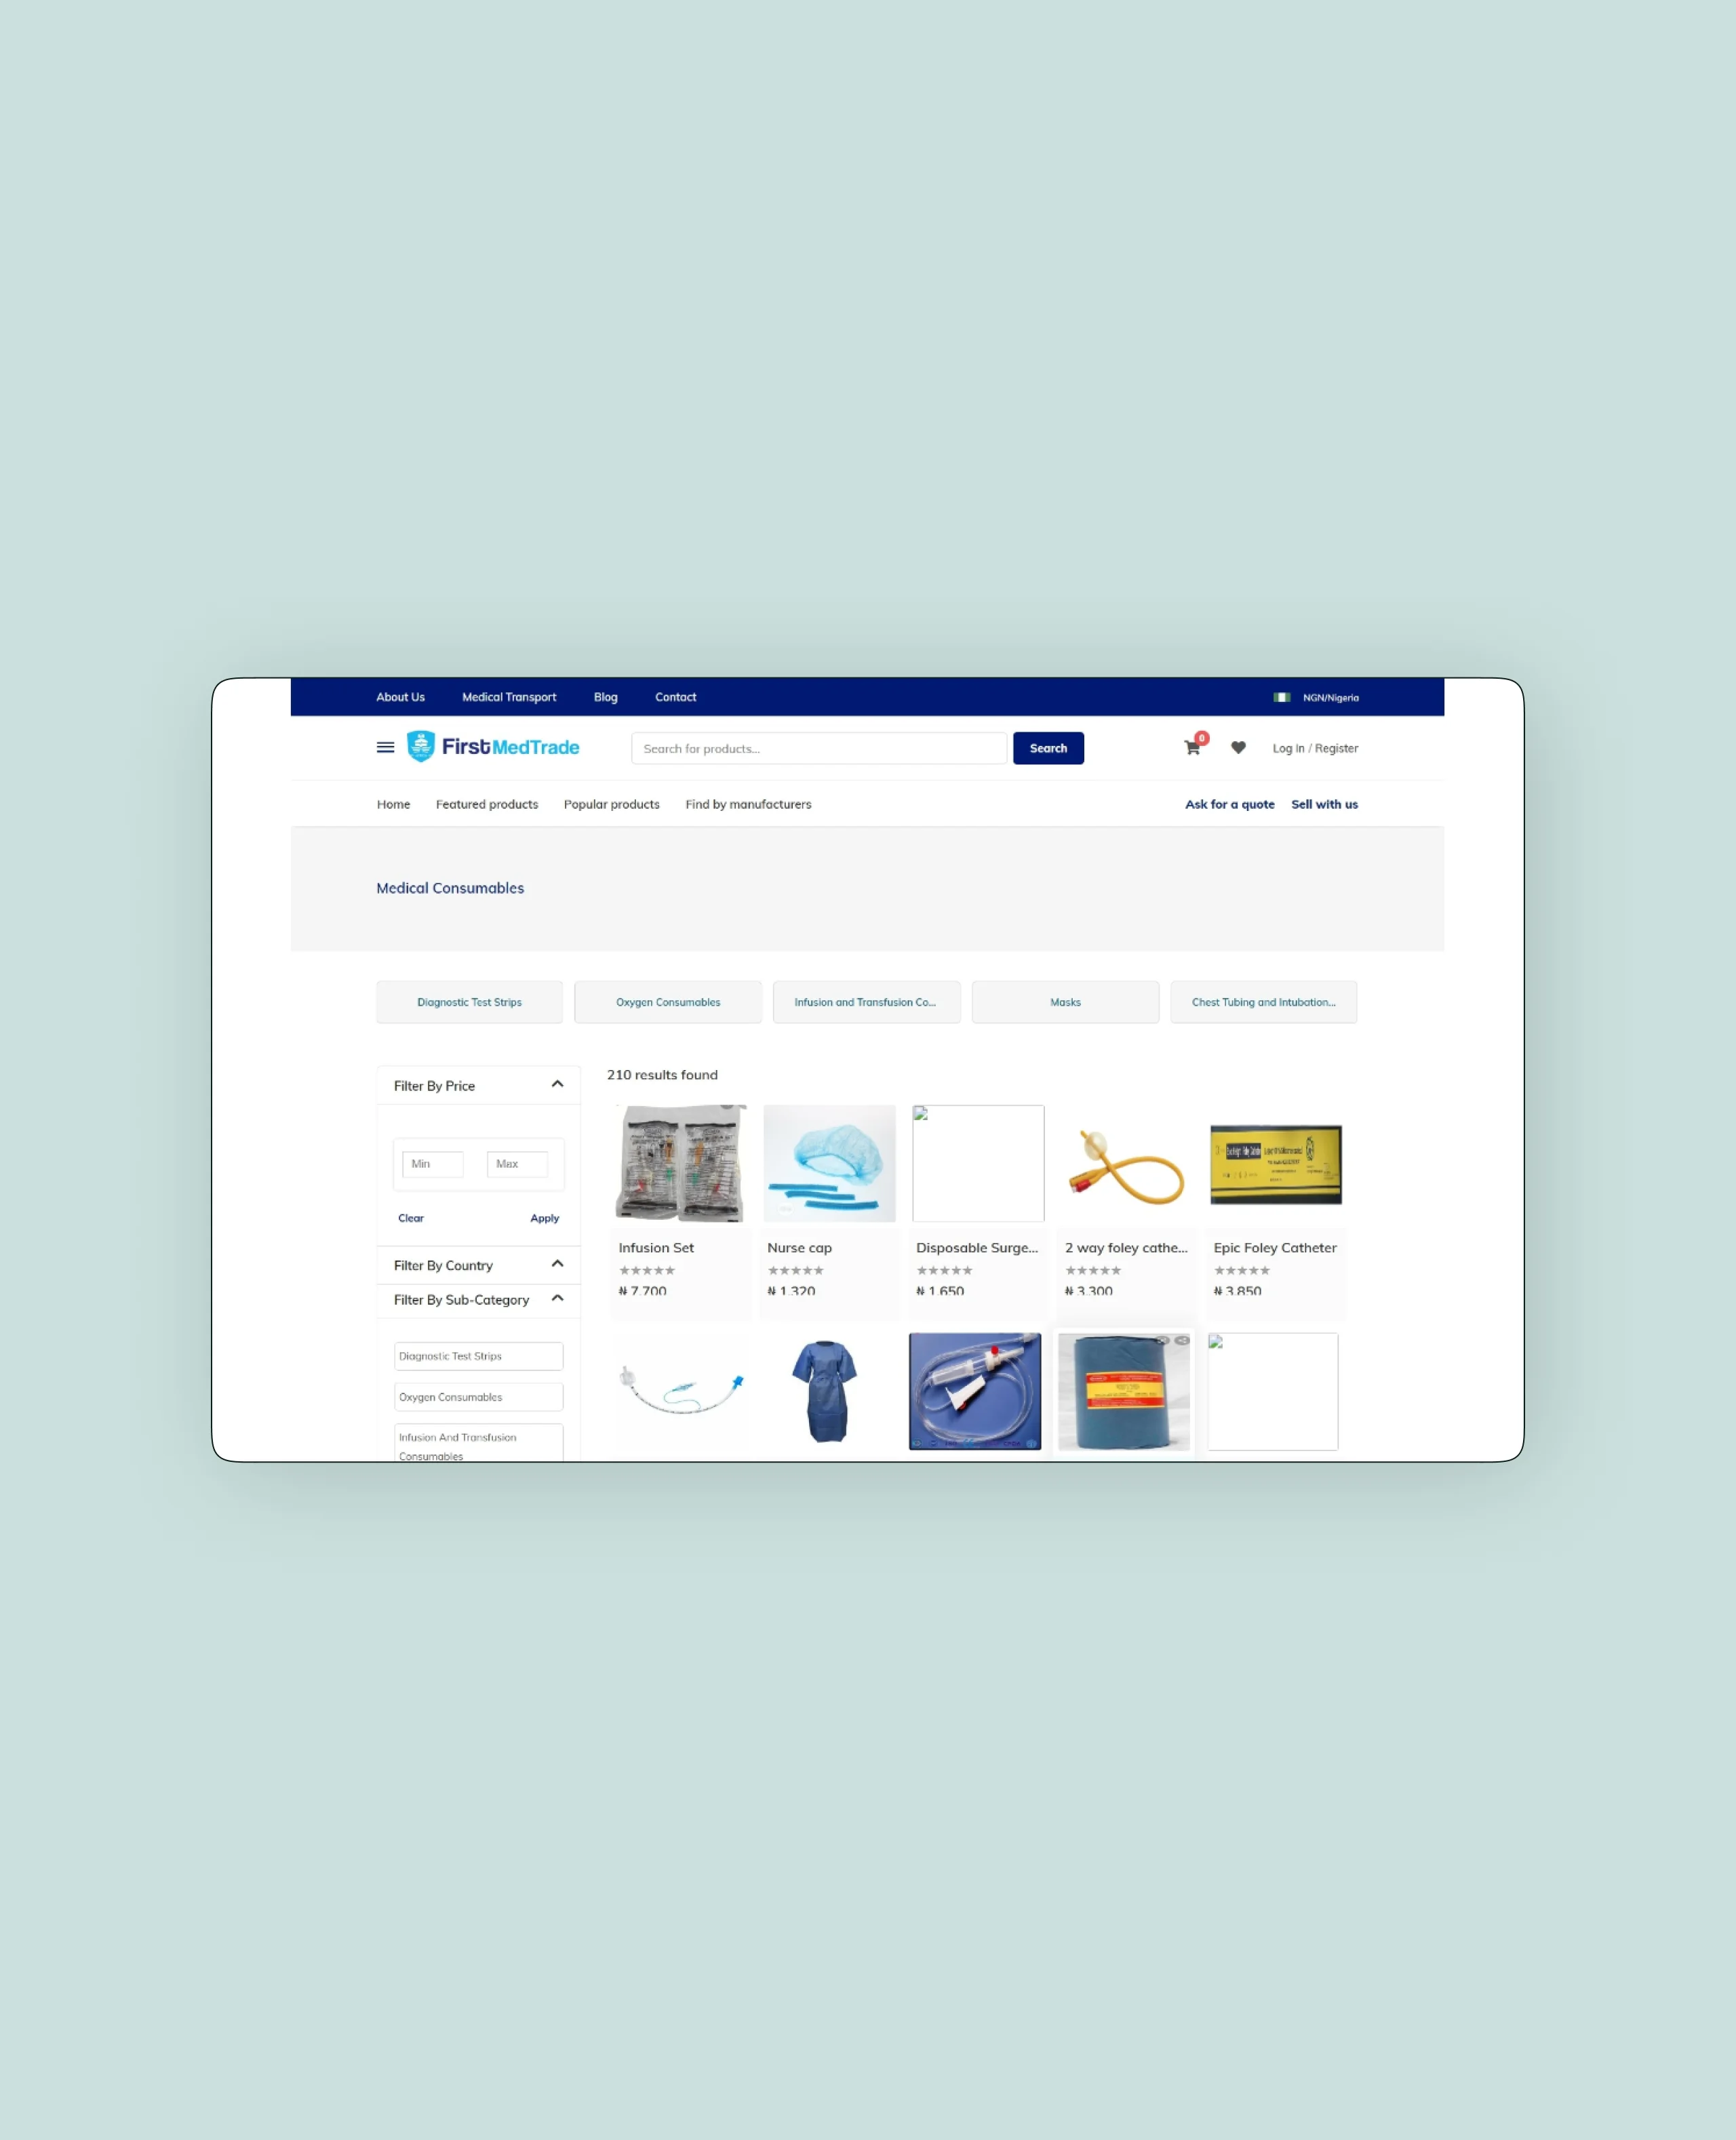 About Us Medical Transport Blog Contact NGN/Nigeria
FirstMedTrade Search for products... Search 0 Log In / Register
Home Featured products Popular products Find by manufacturers Ask for a quote Sell with us
Medical Consumables
Diagnostic Test Strips Oxygen Consumables Infusion and Transfusion Co... Masks Chest Tubing and Intubation...
210 results found
Filter By Price
Min Max
Clear Apply
Filter By Country
Filter By Sub-Category
Diagnostic Test Strips
Oxygen Consumables
Infusion And Transfusion
Consumables
Infusion Set Nurse cap Disposable Surge... 2 way foley cathe... Epic Foley Catheter
₦ 7,700 ₦ 1,320 ₦ 1,650 ₦ 3,300 ₦ 3,850